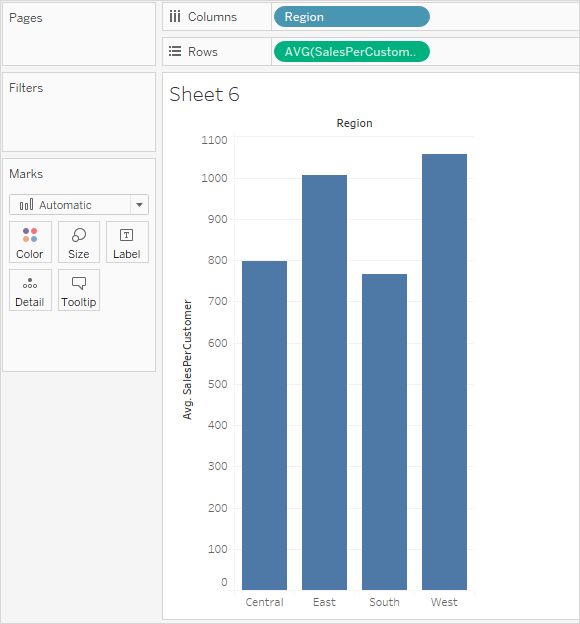 Pages
Columns
Region
Rows
AVG(SalesPerCustom..
Filters
Marks
Automatic
Color
Size
Label
Detail
Tooltip
Sheet 6
Region
Avg. SalesPerCustomer
1100
1000
900
800
700
600
500
400
300
200
100
0
Central
East
South
West